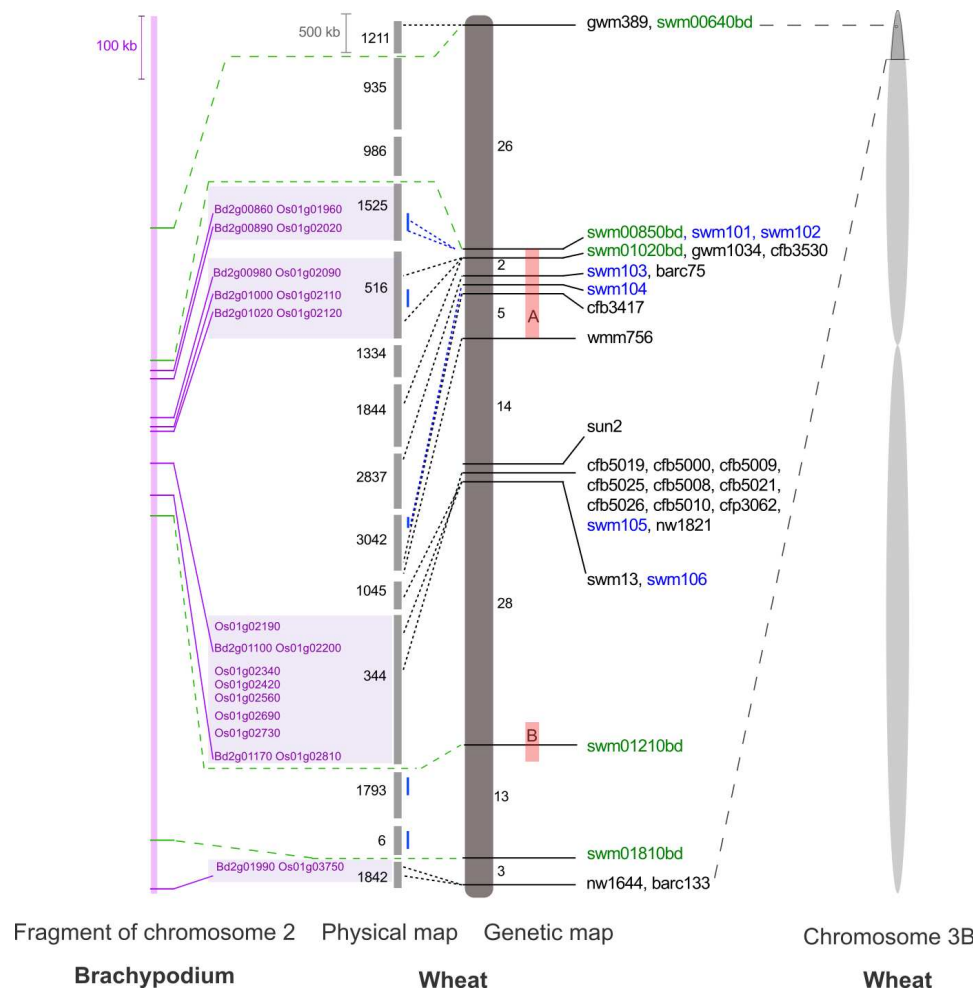 100 kb
500 kb
1211
935
986
1525
516
1334
1844
2837
3042
1045
344
1793
6
1842
Bd2g00860 Os01g01960
Bd2g00890 Os01g02020
Bd2g00980 Os01g02090
Bd2g01000 Os01g02110
Bd2g01020 Os01g02120
Os01g02190
Bd2g01100 Os01g02200
Os01g02340
Os01g02420
Os01g02560
Os01g02690
Os01g02730
Bd2g01170 Os01g02810
Bd2g01990 Os01g03750
26
2
5
14
28
13
3
A
B
gwm389, swm00640bd
swm00850bd, swm101, swm102
swm01020bd, gwm1034, cfb3530
swm103, barc75
swm104
cfb3417
wmm756
sun2
cfb5019, cfb5000, cfb5009,
cfb5025, cfb5008, cfb5021,
cfb5026, cfb5010, cfp3062,
swm105, nw1821
swm13, swm106
swm01210bd
swm01810bd
nw1644, barc133
Fragment of chromosome 2
Physical map
Genetic map
Chromosome 3B
Brachypodium
Wheat
Wheat